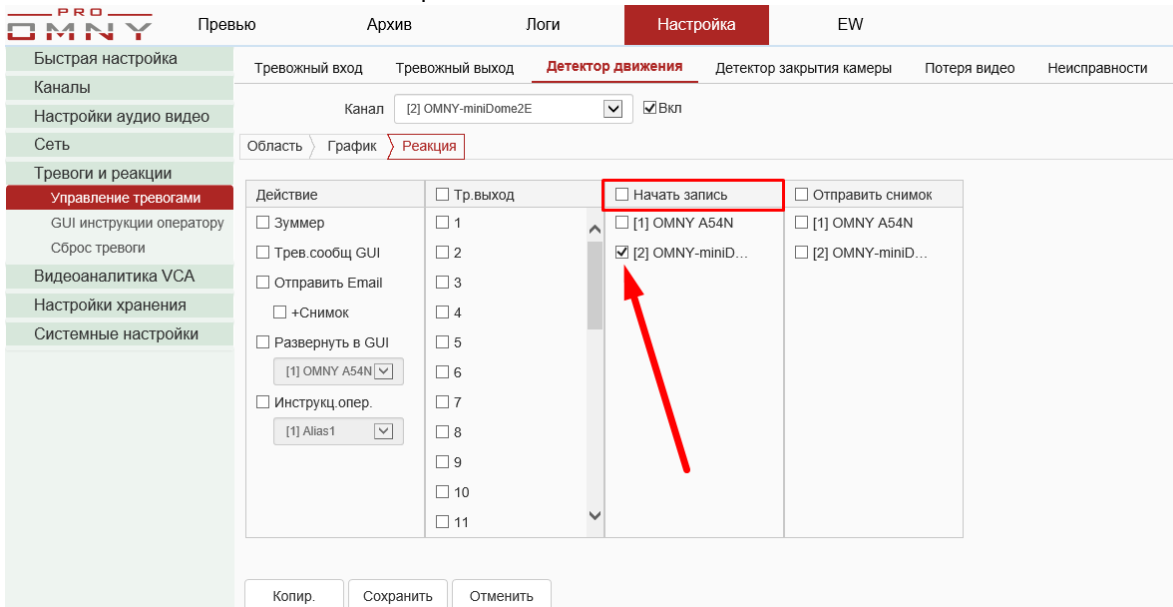 PRO
OMNY
Превью Архив Логи Настройка EW
Быстрая настройка
Каналы
Настройки аудио видео
Сеть
Тревоги и реакции
Управление тревогами
GUI инструкции оператору
Сброс тревоги
Видеоаналитика VCA
Настройки хранения
Системные настройки
Тревожный вход Тревожный выход Детектор движения Детектор закрытия камеры Потеря видео Неисправности
Канал [2] OMNY-miniDome2E Вкл
Область График Реакция
Действие Тр.выход Начать запись Отправить снимок
Зуммер 1 [1] OMNY A54N [1] OMNY A54N
Трев.сообщ GUI 2 [2] OMNY-miniD... [2] OMNY-miniD...
Отправить Email 3
+Снимок 4
Развернуть в GUI 5
[1] OMNY A54N 6
Инструкц.опер. 7
[1] Alias1 8
9
10
11
Копир. Сохранить Отменить